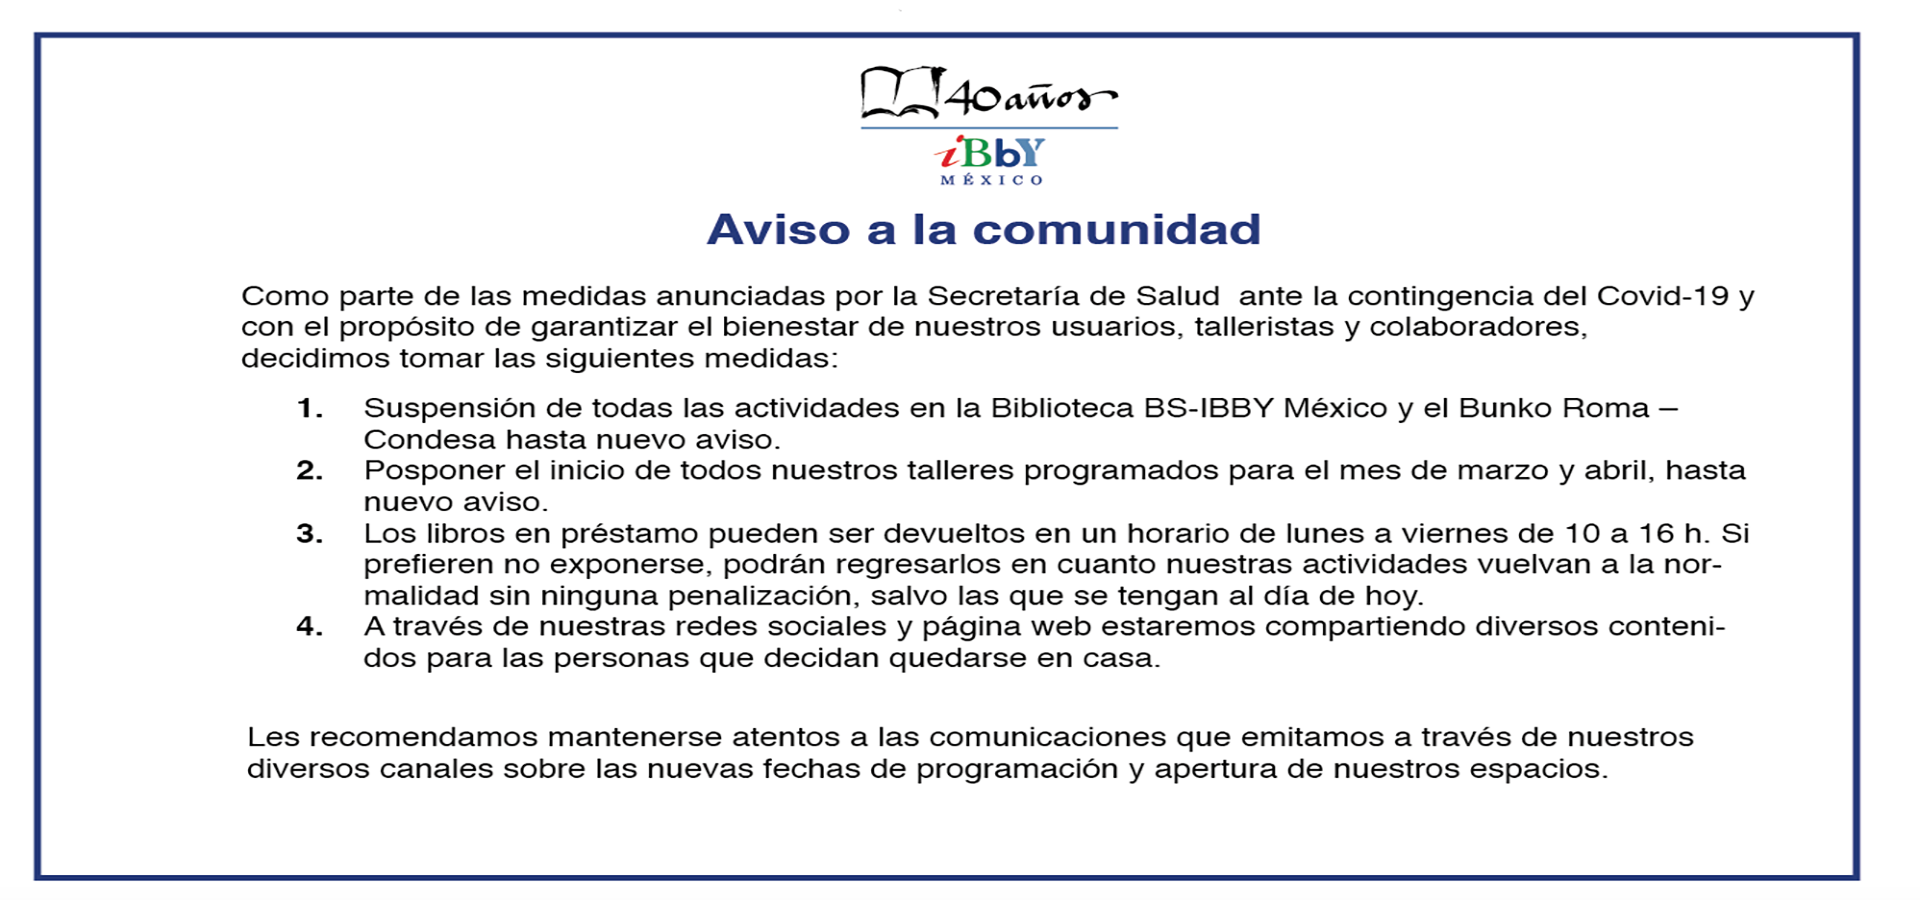 40 años
iBbY
MÉXICO
Aviso a la comunidad
Como parte de las medidas anunciadas por la Secretaría de Salud ante la contingencia del Covid-19 y
con el propósito de garantizar el bienestar de nuestros usuarios, talleristas y colaboradores,
decidimos tomar las siguientes medidas:
1. Suspensión de todas las actividades en la Biblioteca BS-IBBY México y el Bunko Roma –
Condesa hasta nuevo aviso.
2. Posponer el inicio de todos nuestros talleres programados para el mes de marzo y abril, hasta
nuevo aviso.
3. Los libros en préstamo pueden ser devueltos en un horario de lunes a viernes de 10 a 16 h. Si
prefieren no exponerse, podrán regresarlos en cuanto nuestras actividades vuelvan a la nor-
malidad sin ninguna penalización, salvo las que se tengan al día de hoy.
4. A través de nuestras redes sociales y página web estaremos compartiendo diversos conteni-
dos para las personas que decidan quedarse en casa.
Les recomendamos mantenerse atentos a las comunicaciones que emitamos a través de nuestros
diversos canales sobre las nuevas fechas de programación y apertura de nuestros espacios.